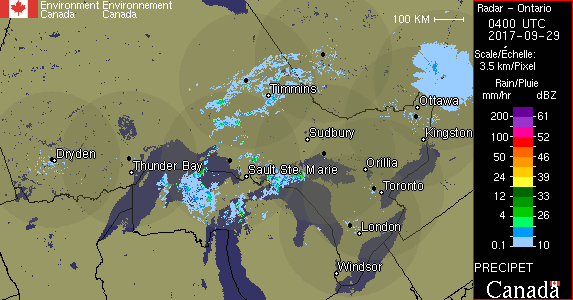 Environment Environnement
Canada Canada
100 KM
Timmins
Ottawa
Sudbury
Kingston
Dryden
Thunder Bay
Sault Ste. Marie
Orillia
Toronto
London
Windsor
Radar – Ontario
0400 UTC
2017-09-29
Scale/Échelle:
3.5 km/Pixel
Rain/Pluie
mm/hr dBZ
200 61
100 52
50 46
24 39
12 33
4 26
0.1 10
PRECIPET
Canada